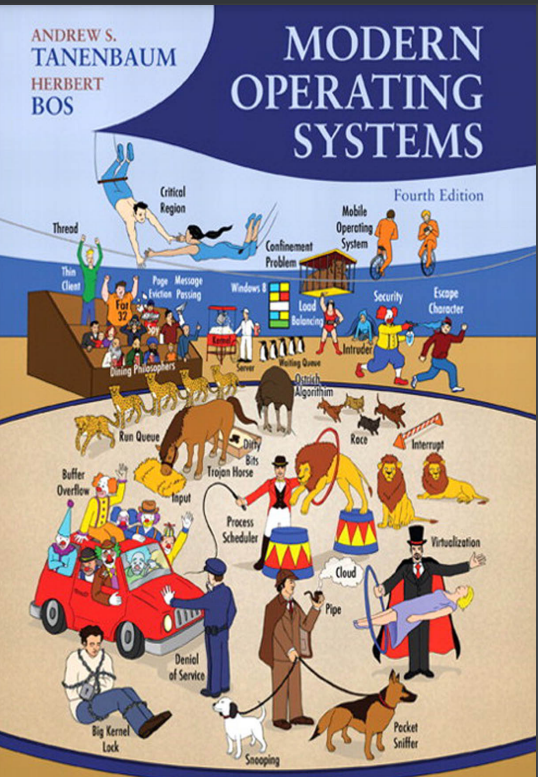 ANDREW S.
TANENBAUM
HERBERT
BOS
MODERN
OPERATING
SYSTEMS
Fourth Edition
Critical
Region
Thread
Mobile
Operating
System
Confinement
Problem
Thin
Client
Fat
32
Page
Eviction
Message
Passing
Windows 8
Load
Balancing
Security
Escape
Character
Kernel
Server
Waiting Queue
Intruder
Dining Philosophers
Ostrich
Algorithim
Run Queue
Dirty
Bits
Trojan Horse
Race
Interrupt
Buffer
Overflow
Input
Process
Scheduler
Virtualization
Cloud
Pipe
Denial
of Service
Big Kernel
Lock
Snooping
Packet
Sniffer